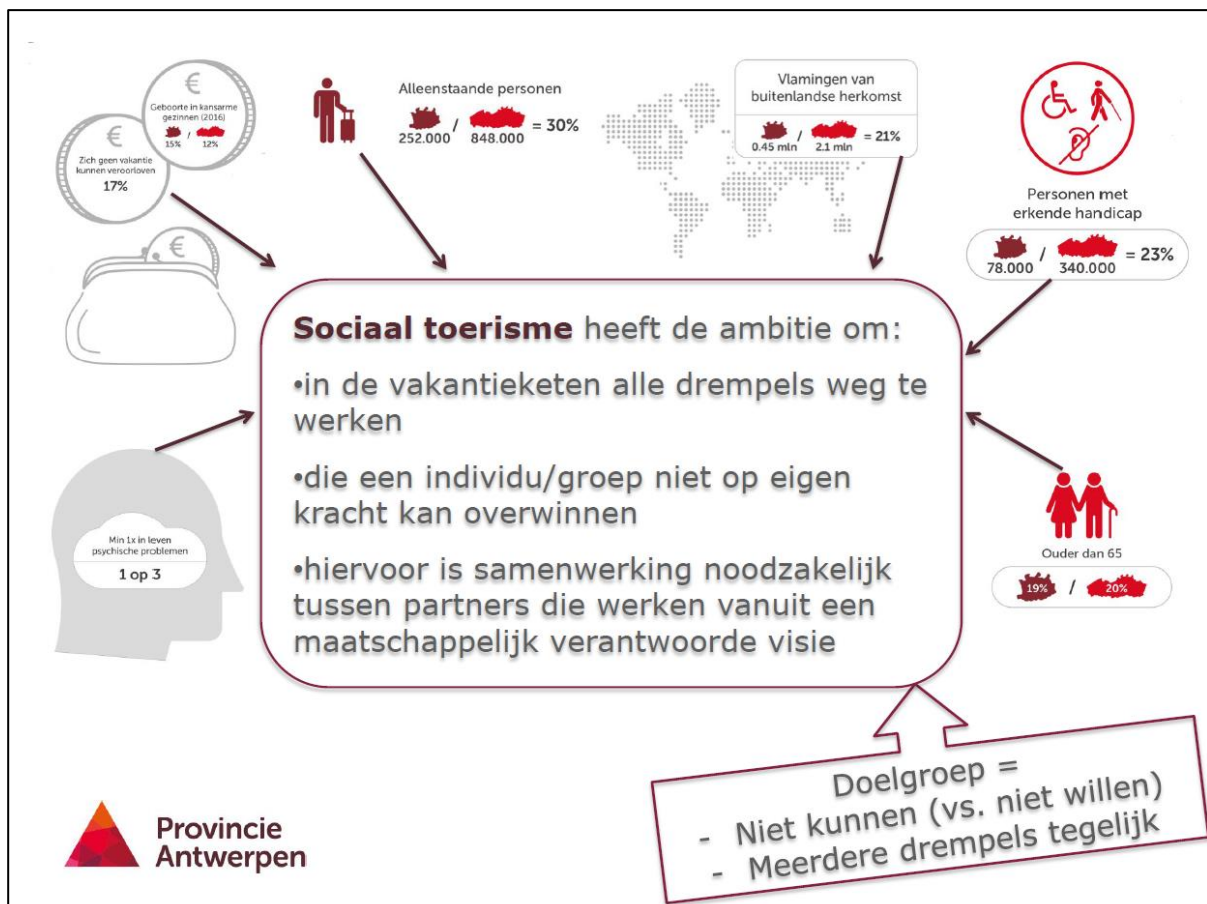 €
Geboorte in kansarme
gezinnen (2016)
/
15% 12%
€
Zich geen vakantie
kunnen veroorloven
17%
€
Alleenstaande personen
/ = 30%
252.000 848.000
Vlamingen van
buitenlandse herkomst
/ = 21%
0.45 mln 2.1 mln
Personen met
erkende handicap
/ = 23%
78.000 340.000
Sociaal toerisme heeft de ambitie om:
•in de vakantieketen alle drempels weg te
werken
•die een individu/groep niet op eigen
kracht kan overwinnen
•hiervoor is samenwerking noodzakelijk
tussen partners die werken vanuit een
maatschappelijk verantwoorde visie
Min 1x in leven
psychische problemen
1 op 3
Ouder dan 65
19% / 20%
Doelgroep =
- Niet kunnen (vs. niet willen)
- Meerdere drempels tegelijk
Provincie
Antwerpen